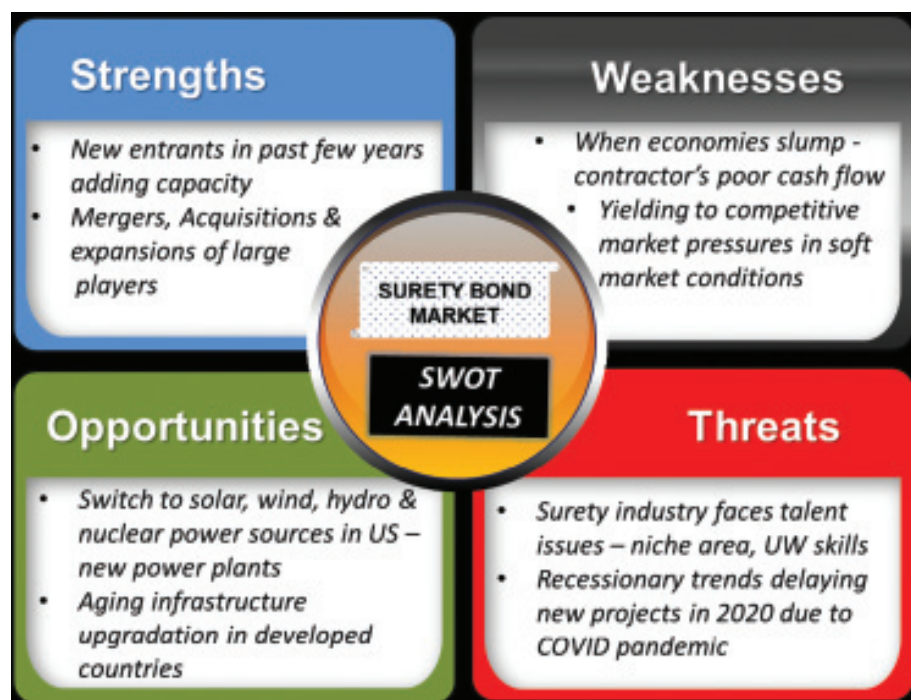 Strengths
• New entrants in past few years
adding capacity
• Mergers, Acquisitions &
expansions of large
players
Weaknesses
• When economies slump -
contractor's poor cash flow
• Yielding to competitive
market pressures in soft
market conditions
SURETY BOND
MARKET
SWOT
ANALYSIS
Opportunities
• Switch to solar, wind, hydro &
nuclear power sources in US –
new power plants
• Aging infrastructure
upgradation in developed
countries
Threats
• Surety industry faces talent
issues – niche area, UW skills
• Recessionary trends delaying
new projects in 2020 due to
COVID pandemic